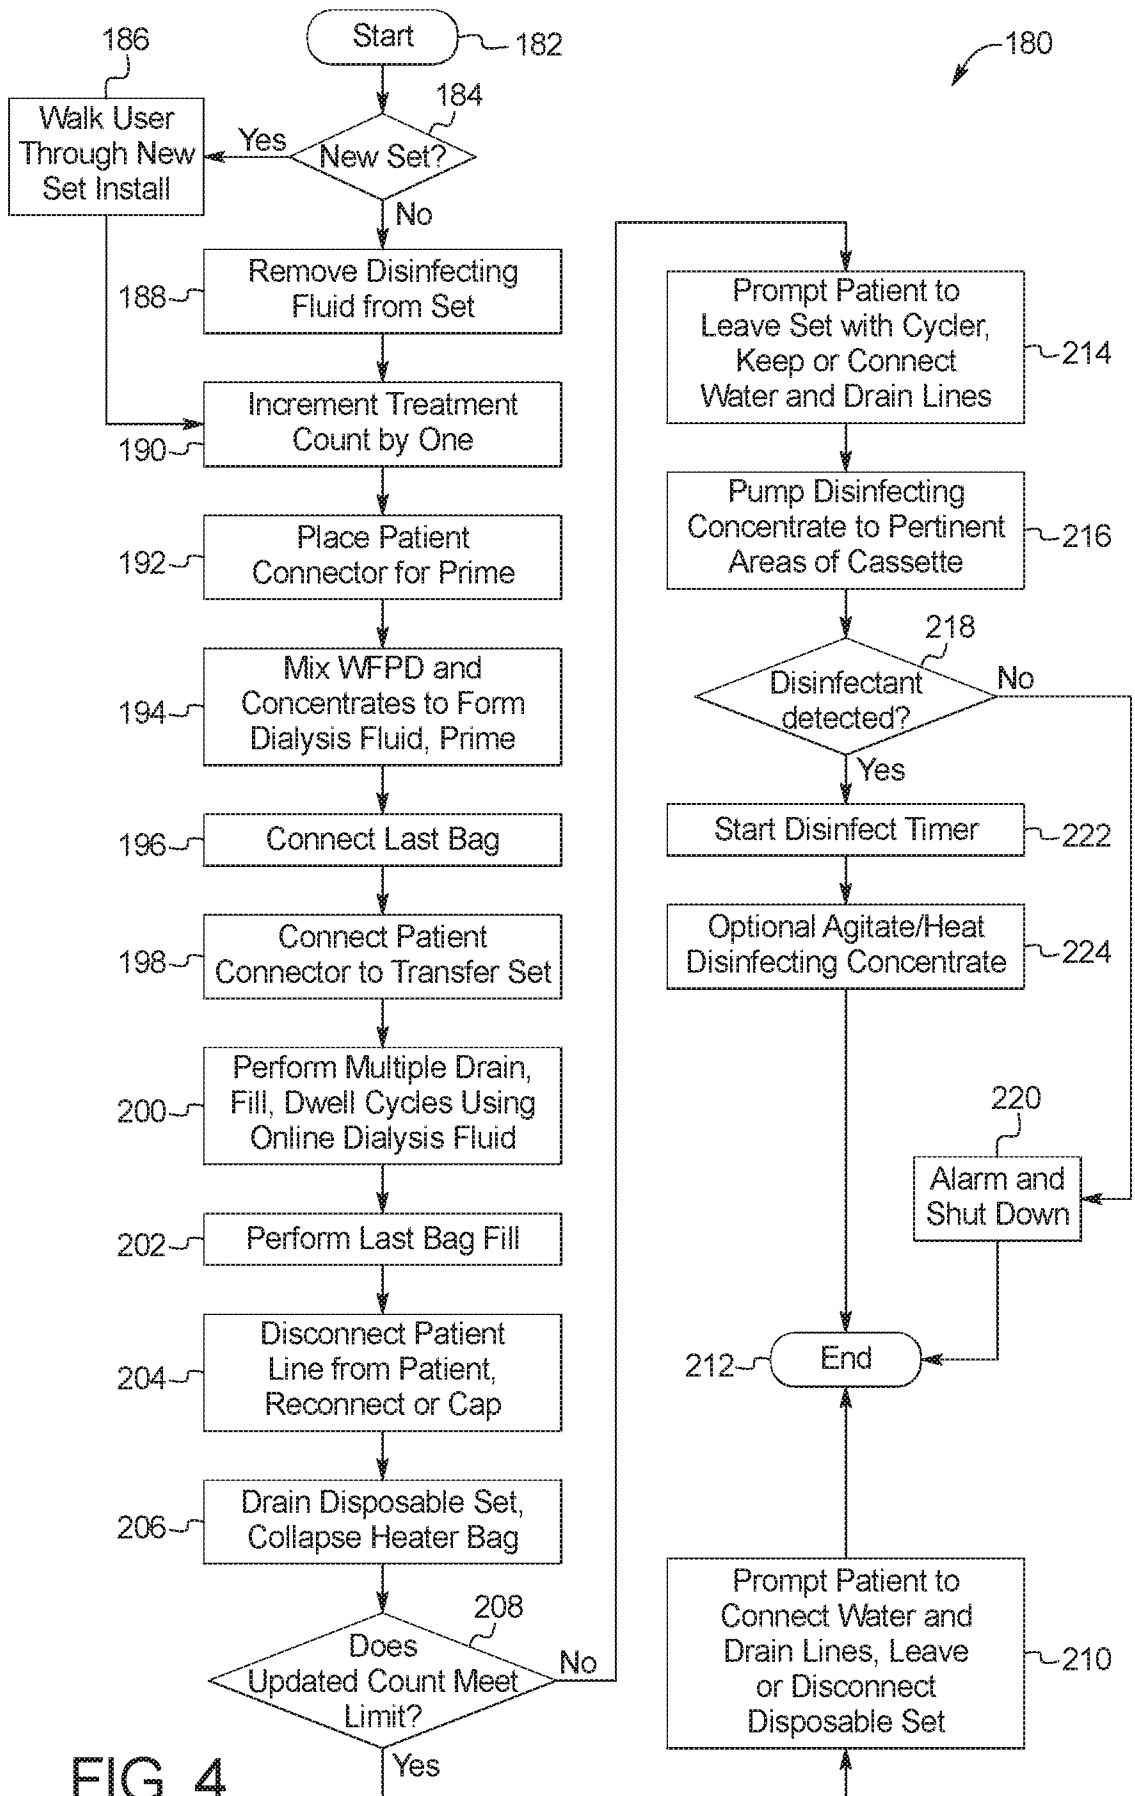 Start
182
180
186
184
Walk User
Through New
Set Install
Yes
New Set?
No
188
Remove Disinfecting
Fluid from Set
190
Increment Treatment
Count by One
192
Place Patient
Connector for Prime
194
Mix WFPD and
Concentrates to Form
Dialysis Fluid, Prime
196
Connect Last Bag
198
Connect Patient
Connector to Transfer Set
200
Perform Multiple Drain,
Fill, Dwell Cycles Using
Online Dialysis Fluid
202
Perform Last Bag Fill
204
Disconnect Patient
Line from Patient,
Reconnect or Cap
206
Drain Disposable Set,
Collapse Heater Bag
208
Does
Updated Count Meet
Limit?
No
Yes
Prompt Patient to
Leave Set with Cycler,
Keep or Connect
Water and Drain Lines
214
Pump Disinfecting
Concentrate to Pertinent
Areas of Cassette
216
218
Disinfectant
detected?
No
Yes
Start Disinfect Timer
222
Optional Agitate/Heat
Disinfecting Concentrate
224
220
Alarm and
Shut Down
212
End
Prompt Patient to
Connect Water and
Drain Lines, Leave
or Disconnect
Disposable Set
210
FIG. 4